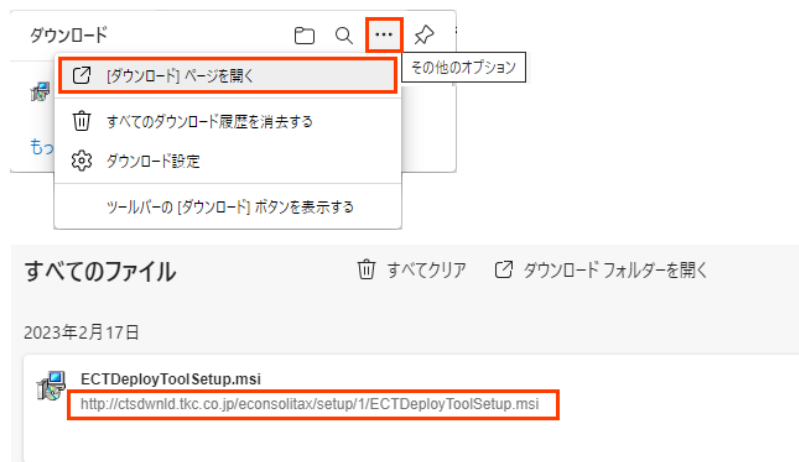 ダウンロード
その他のオプション
[ダウンロード] ページを開く
すべてのダウンロード履歴を消去する
もっ
ダウンロード設定
ツールバーの [ダウンロード] ボタンを表示する
すべてのファイル
すべてクリア
ダウンロード フォルダーを開く
2023年2月17日
ECTDeployToolSetup.msi
http://ctsdwnld.tkc.co.jp/econsolitax/setup/1/ECTDeployToolSetup.msi